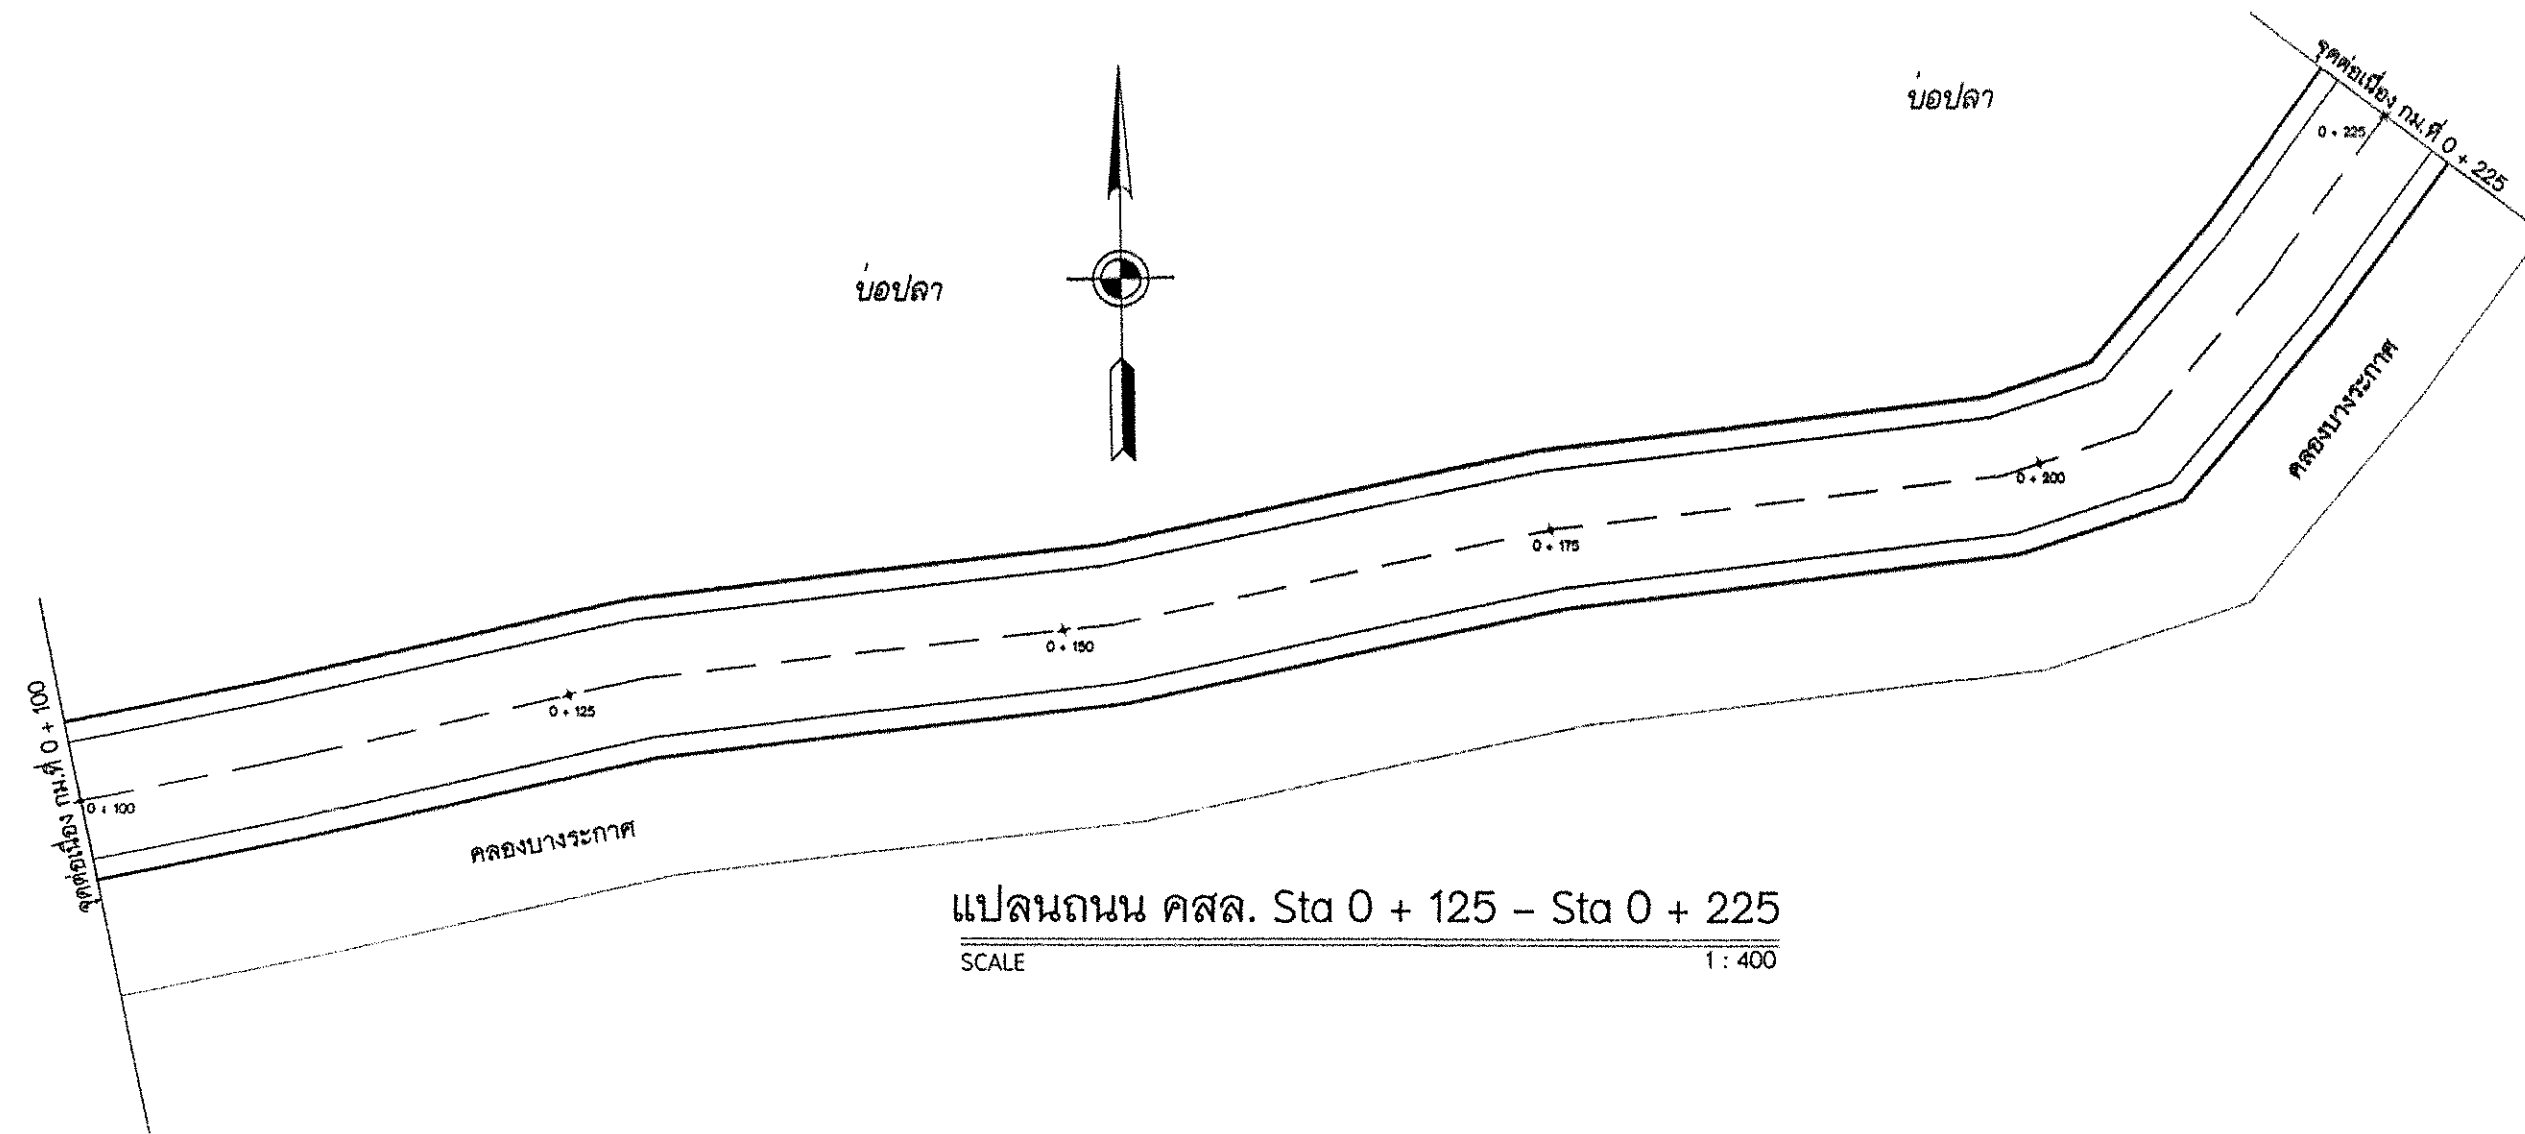 บ่อปลา
จุดต่อเนื่อง กม.ที่ 0 + 225
0 + 225
บ่อปลา
คลองบางระกาศ
0 + 200
0 + 175
0 + 150
จุดต่อเนื่อง กม.ที่ 0 + 100
0 + 125
0 + 100
คลองบางระกาศ
แปลนถนน คสล. Sta 0 + 125 – Sta 0 + 225
SCALE 1 : 400